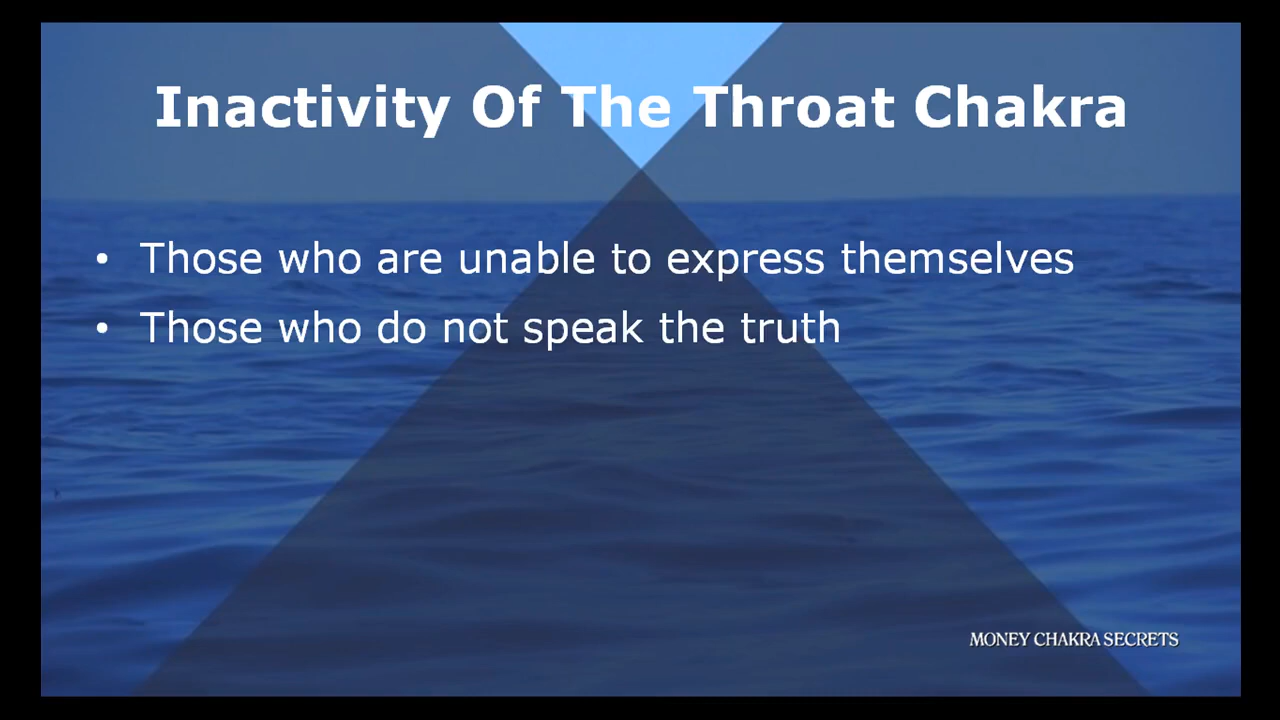 Inactivity Of The Throat Chakra
• Those who are unable to express themselves
• Those who do not speak the truth
MONEY CHAKRA SECRETS